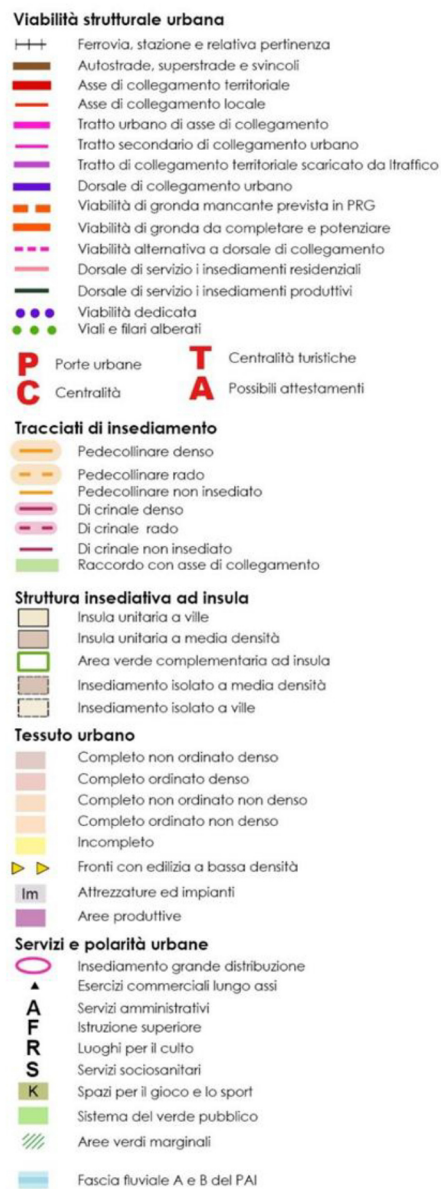 Viabilità strutturale urbana
Ferrovia, stazione e relativa pertinenza
Autostrade, superstrade e svincoli
Asse di collegamento territoriale
Asse di collegamento locale
Tratto urbano di asse di collegamento
Tratto secondario di collegamento urbano
Tratto di collegamento territoriale scaricato da ltraffico
Dorsale di collegamento urbano
Viabilità di gronda mancante prevista in PRG
Viabilità di gronda da completare e potenziare
Viabilità alternativa a dorsale di collegamento
Dorsale di servizio i insediamenti residenziali
Dorsale di servizio i insediamenti produttivi
Viabilità dedicata
Viali e filari alberati
P Porte urbane
T Centralità turistiche
C Centralità
A Possibili attestamenti
Tracciati di insediamento
Pedecollinare denso
Pedecollinare rado
Pedecollinare non insediato
Di crinale denso
Di crinale rado
Di crinale non insediato
Raccordo con asse di collegamento
Struttura insediativa ad insula
Insula unitaria a ville
Insula unitaria a media densità
Area verde complementaria ad insula
Insediamento isolato a media densità
Insediamento isolato a ville
Tessuto urbano
Completo non ordinato denso
Completo ordinato denso
Completo non ordinato non denso
Completo ordinato non denso
Incompleto
Fronti con edilizia a bassa densità
Im Attrezzature ed impianti
Aree produttive
Servizi e polarità urbane
Insediamento grande distribuzione
Esercizi commerciali lungo assi
A Servizi amministrativi
F Istruzione superiore
R Luoghi per il culto
S Servizi sociosanitari
K Spazi per il gioco e lo sport
Sistema del verde pubblico
Aree verdi marginali
Fascia fluviale A e B del PAI